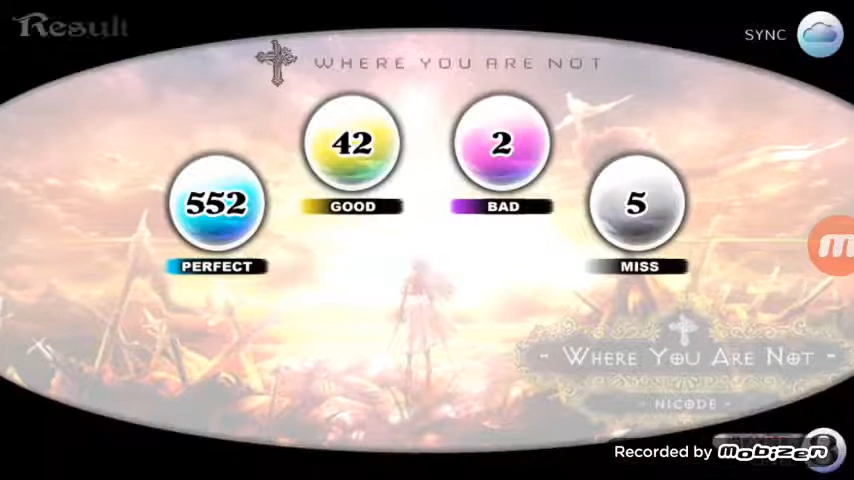 Result
SYNC
WHERE YOU ARE NOT
552
PERFECT
42
GOOD
2
BAD
5
MISS
- WHERE YOU ARE NOT -
- NICODE -
Recorded by mobizen
m